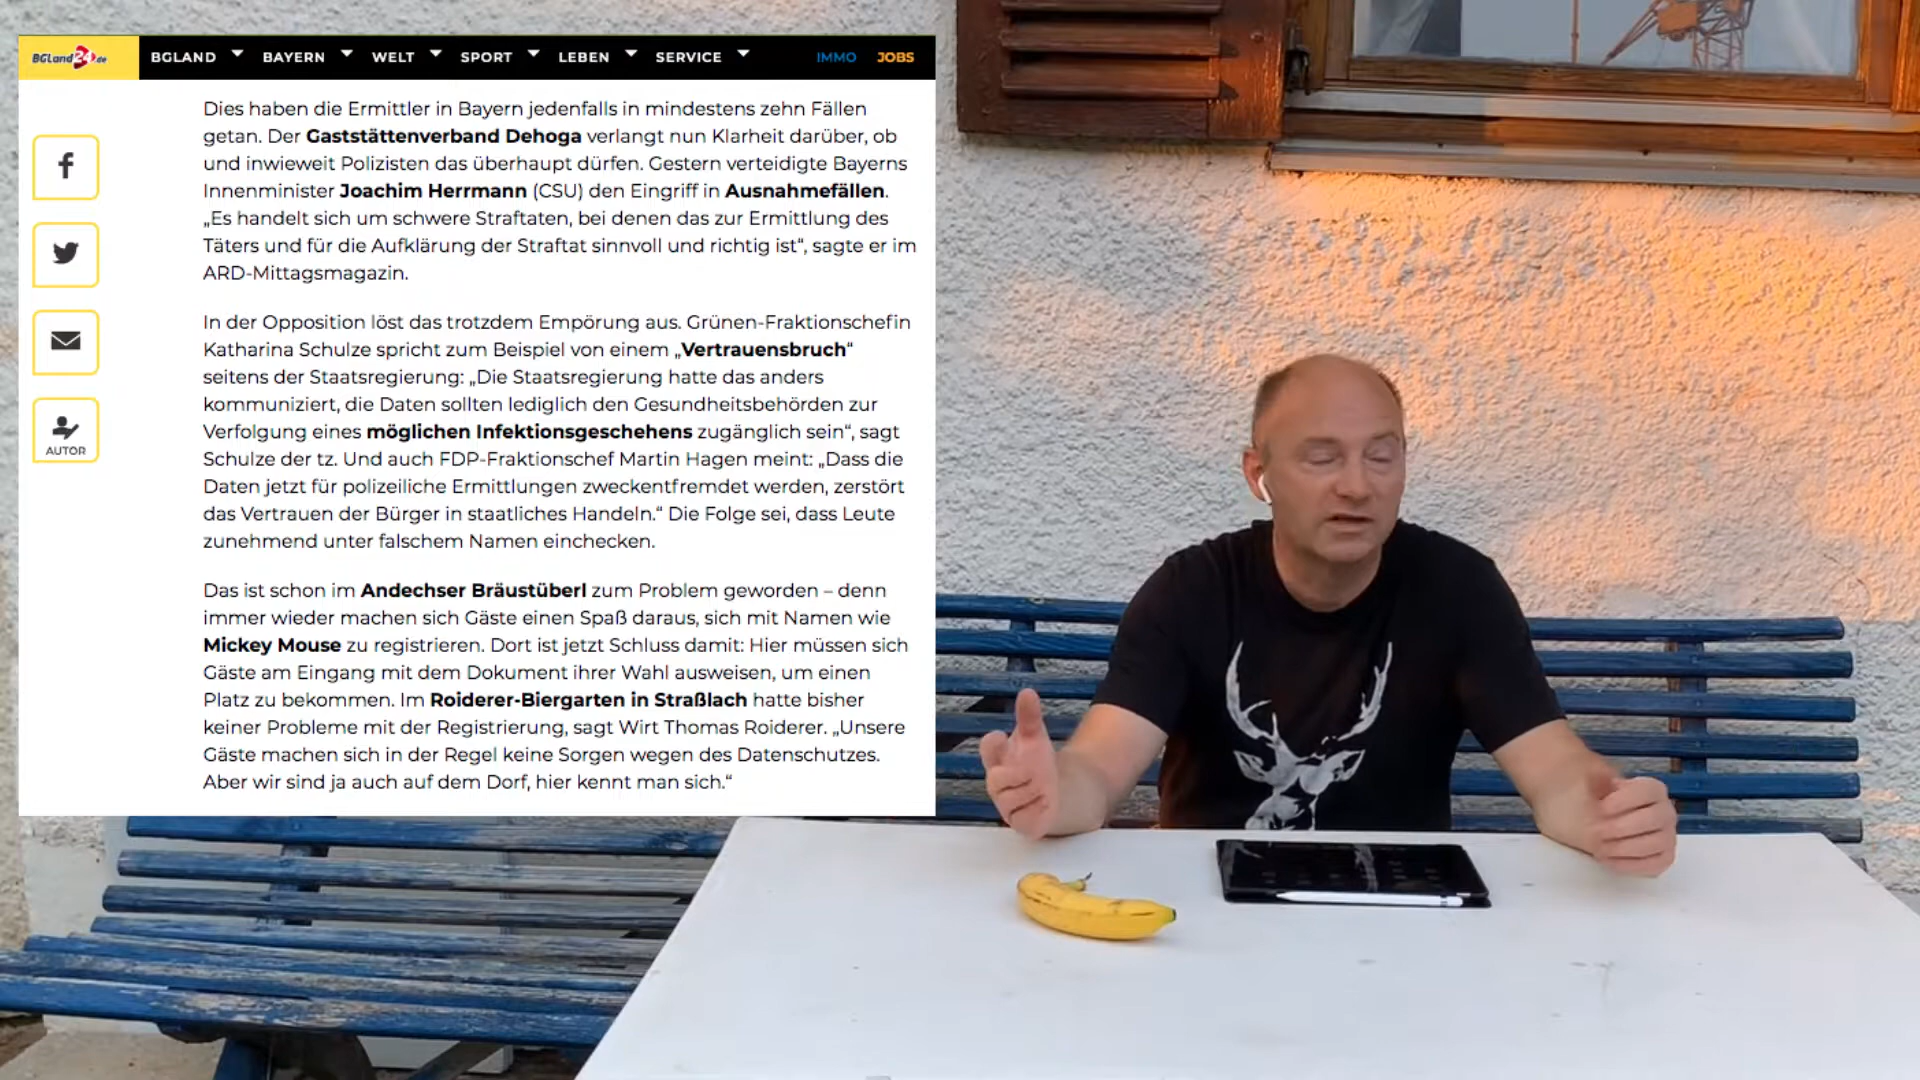 BGLand24.de
BGLAND BAYERN WELT SPORT LEBEN SERVICE IMMO JOBS
Dies haben die Ermittler in Bayern jedenfalls in mindestens zehn Fällen
getan. Der Gaststättenverband Dehoga verlangt nun Klarheit darüber, ob
und inwieweit Polizisten das überhaupt dürfen. Gestern verteidigte Bayerns
Innenminister Joachim Herrmann (CSU) den Eingriff in Ausnahmefällen.
„Es handelt sich um schwere Straftaten, bei denen das zur Ermittlung des
Täters und für die Aufklärung der Straftat sinnvoll und richtig ist“, sagte er im
ARD-Mittagsmagazin.
In der Opposition löst das trotzdem Empörung aus. Grünen-Fraktionschefin
Katharina Schulze spricht zum Beispiel von einem „Vertrauensbruch“
seitens der Staatsregierung: „Die Staatsregierung hatte das anders
kommuniziert, die Daten sollten lediglich den Gesundheitsbehörden zur
Verfolgung eines möglichen Infektionsgeschehens zugänglich sein“, sagt
Schulze der tz. Und auch FDP-Fraktionschef Martin Hagen meint: „Dass die
Daten jetzt für polizeiliche Ermittlungen zweckentfremdet werden, zerstört
das Vertrauen der Bürger in staatliches Handeln.“ Die Folge sei, dass Leute
zunehmend unter falschem Namen einchecken.
Das ist schon im Andechser Bräustüberl zum Problem geworden – denn
immer wieder machen sich Gäste einen Spaß daraus, sich mit Namen wie
Mickey Mouse zu registrieren. Dort ist jetzt Schluss damit: Hier müssen sich
Gäste am Eingang mit dem Dokument ihrer Wahl ausweisen, um einen
Platz zu bekommen. Im Roiderer-Biergarten in Straßlach hatte bisher
keiner Probleme mit der Registrierung, sagt Wirt Thomas Roiderer. „Unsere
Gäste machen sich in der Regel keine Sorgen wegen des Datenschutzes.
Aber wir sind ja auch auf dem Dorf, hier kennt man sich.“
AUTOR